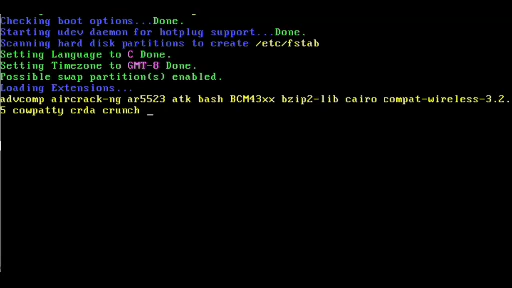 Checking boot options...Done.
Starting udev daemon for hotplug support...Done.
Scanning hard disk partitions to create /etc/fstab
Setting Language to C Done.
Setting Timezone to GMT-8 Done.
Possible swap partition(s) enabled.
Loading Extensions...
advcomp aircrack-ng ar5523 atk bash BCM43xx bzip2-lib cairo compat-wireless-3.2.
5 cowpatty crda crunch _